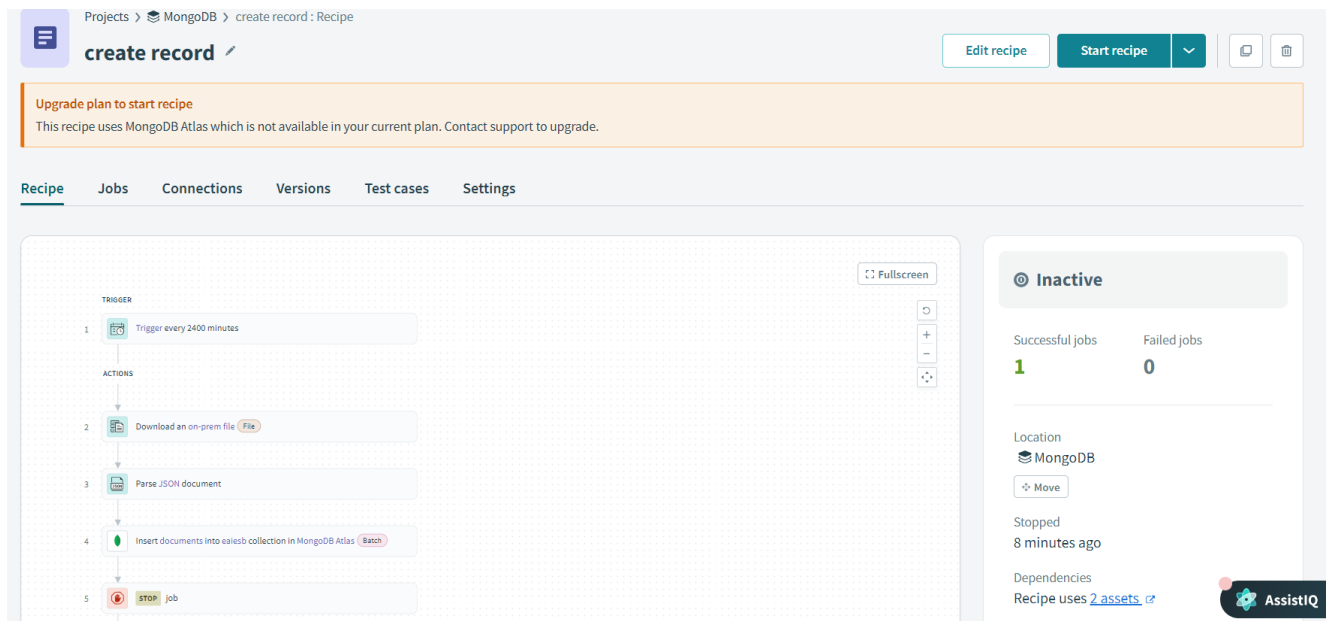 Projects > MongoDB > create record : Recipe
create record
Edit recipe
Start recipe
Upgrade plan to start recipe
This recipe uses MongoDB Atlas which is not available in your current plan. Contact support to upgrade.
Recipe Jobs Connections Versions Test cases Settings
Fullscreen
TRIGGER
1 Trigger every 2400 minutes
ACTIONS
2 Download an on-prem file File
3 Parse JSON document
4 Insert documents into eaiesb collection in MongoDB Atlas Batch
5 STOP job
Inactive
Successful jobs Failed jobs
1 0
Location
MongoDB
Move
Stopped
8 minutes ago
Dependencies
Recipe uses 2 assets
AssistIQ